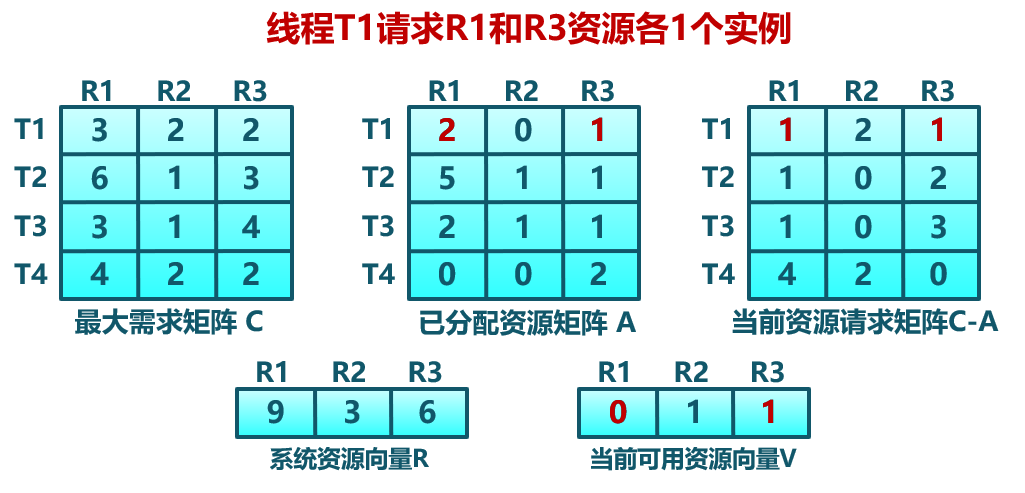 线程T1请求R1和R3资源各1个实例
R1 R2 R3
T1 3 2 2
T2 6 1 3
T3 3 1 4
T4 4 2 2
最大需求矩阵 C
R1 R2 R3
T1 2 0 1
T2 5 1 1
T3 2 1 1
T4 0 0 2
已分配资源矩阵 A
R1 R2 R3
T1 1 2 1
T2 1 0 2
T3 1 0 3
T4 4 2 0
当前资源请求矩阵C-A
R1 R2 R3
9 3 6
系统资源向量R
R1 R2 R3
0 1 1
当前可用资源向量V